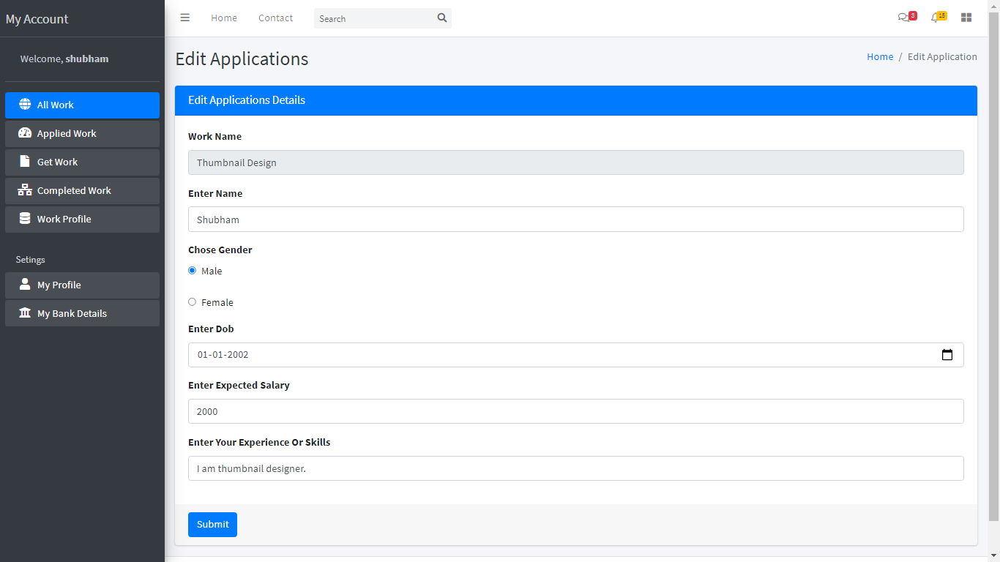 My Account
Home Contact Search 3 15
Welcome, shubham
All Work
Applied Work
Get Work
Completed Work
Work Profile
Setings
My Profile
My Bank Details
Edit Applications
Home / Edit Application
Edit Applications Details
Work Name
Thumbnail Design
Enter Name
Shubham
Chose Gender
Male
Female
Enter Dob
01-01-2002
Enter Expected Salary
2000
Enter Your Experience Or Skills
I am thumbnail designer.
Submit